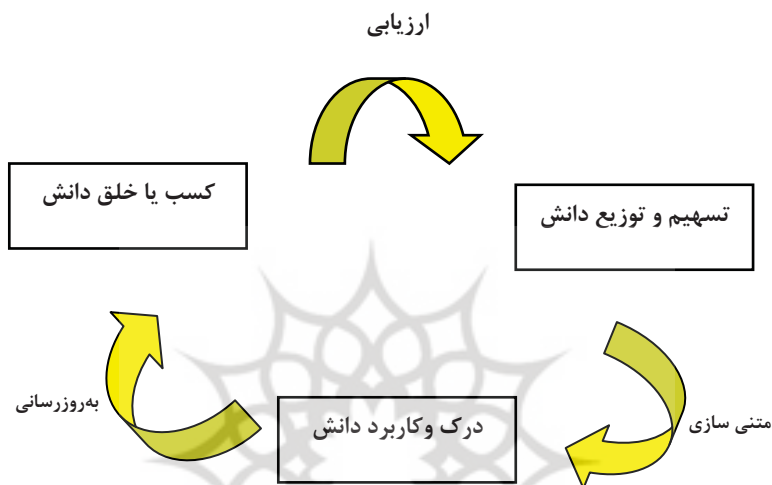 ارزیابی
کسب یا خلق دانش
تسهیم و توزیع دانش
به‌روزرسانی
درک وکاربرد دانش
متنی سازی